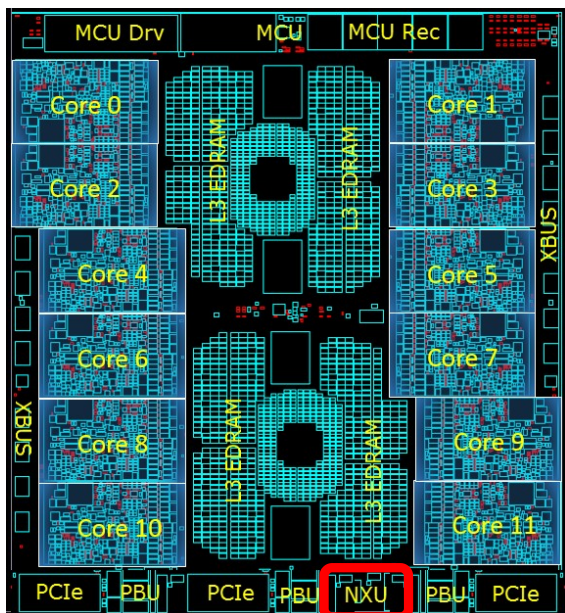 MCU Drv
MCU
MCU Rec
Core 0
Core 1
L3 EDRAM
L3 EDRAM
Core 2
Core 3
XBUS
Core 4
Core 5
Core 6
Core 7
XBUS
L3 EDRAM
L3 EDRAM
Core 8
Core 9
Core 10
Core 11
PCIe
PBU
PCIe
PBU
NXU
PBU
PCIe